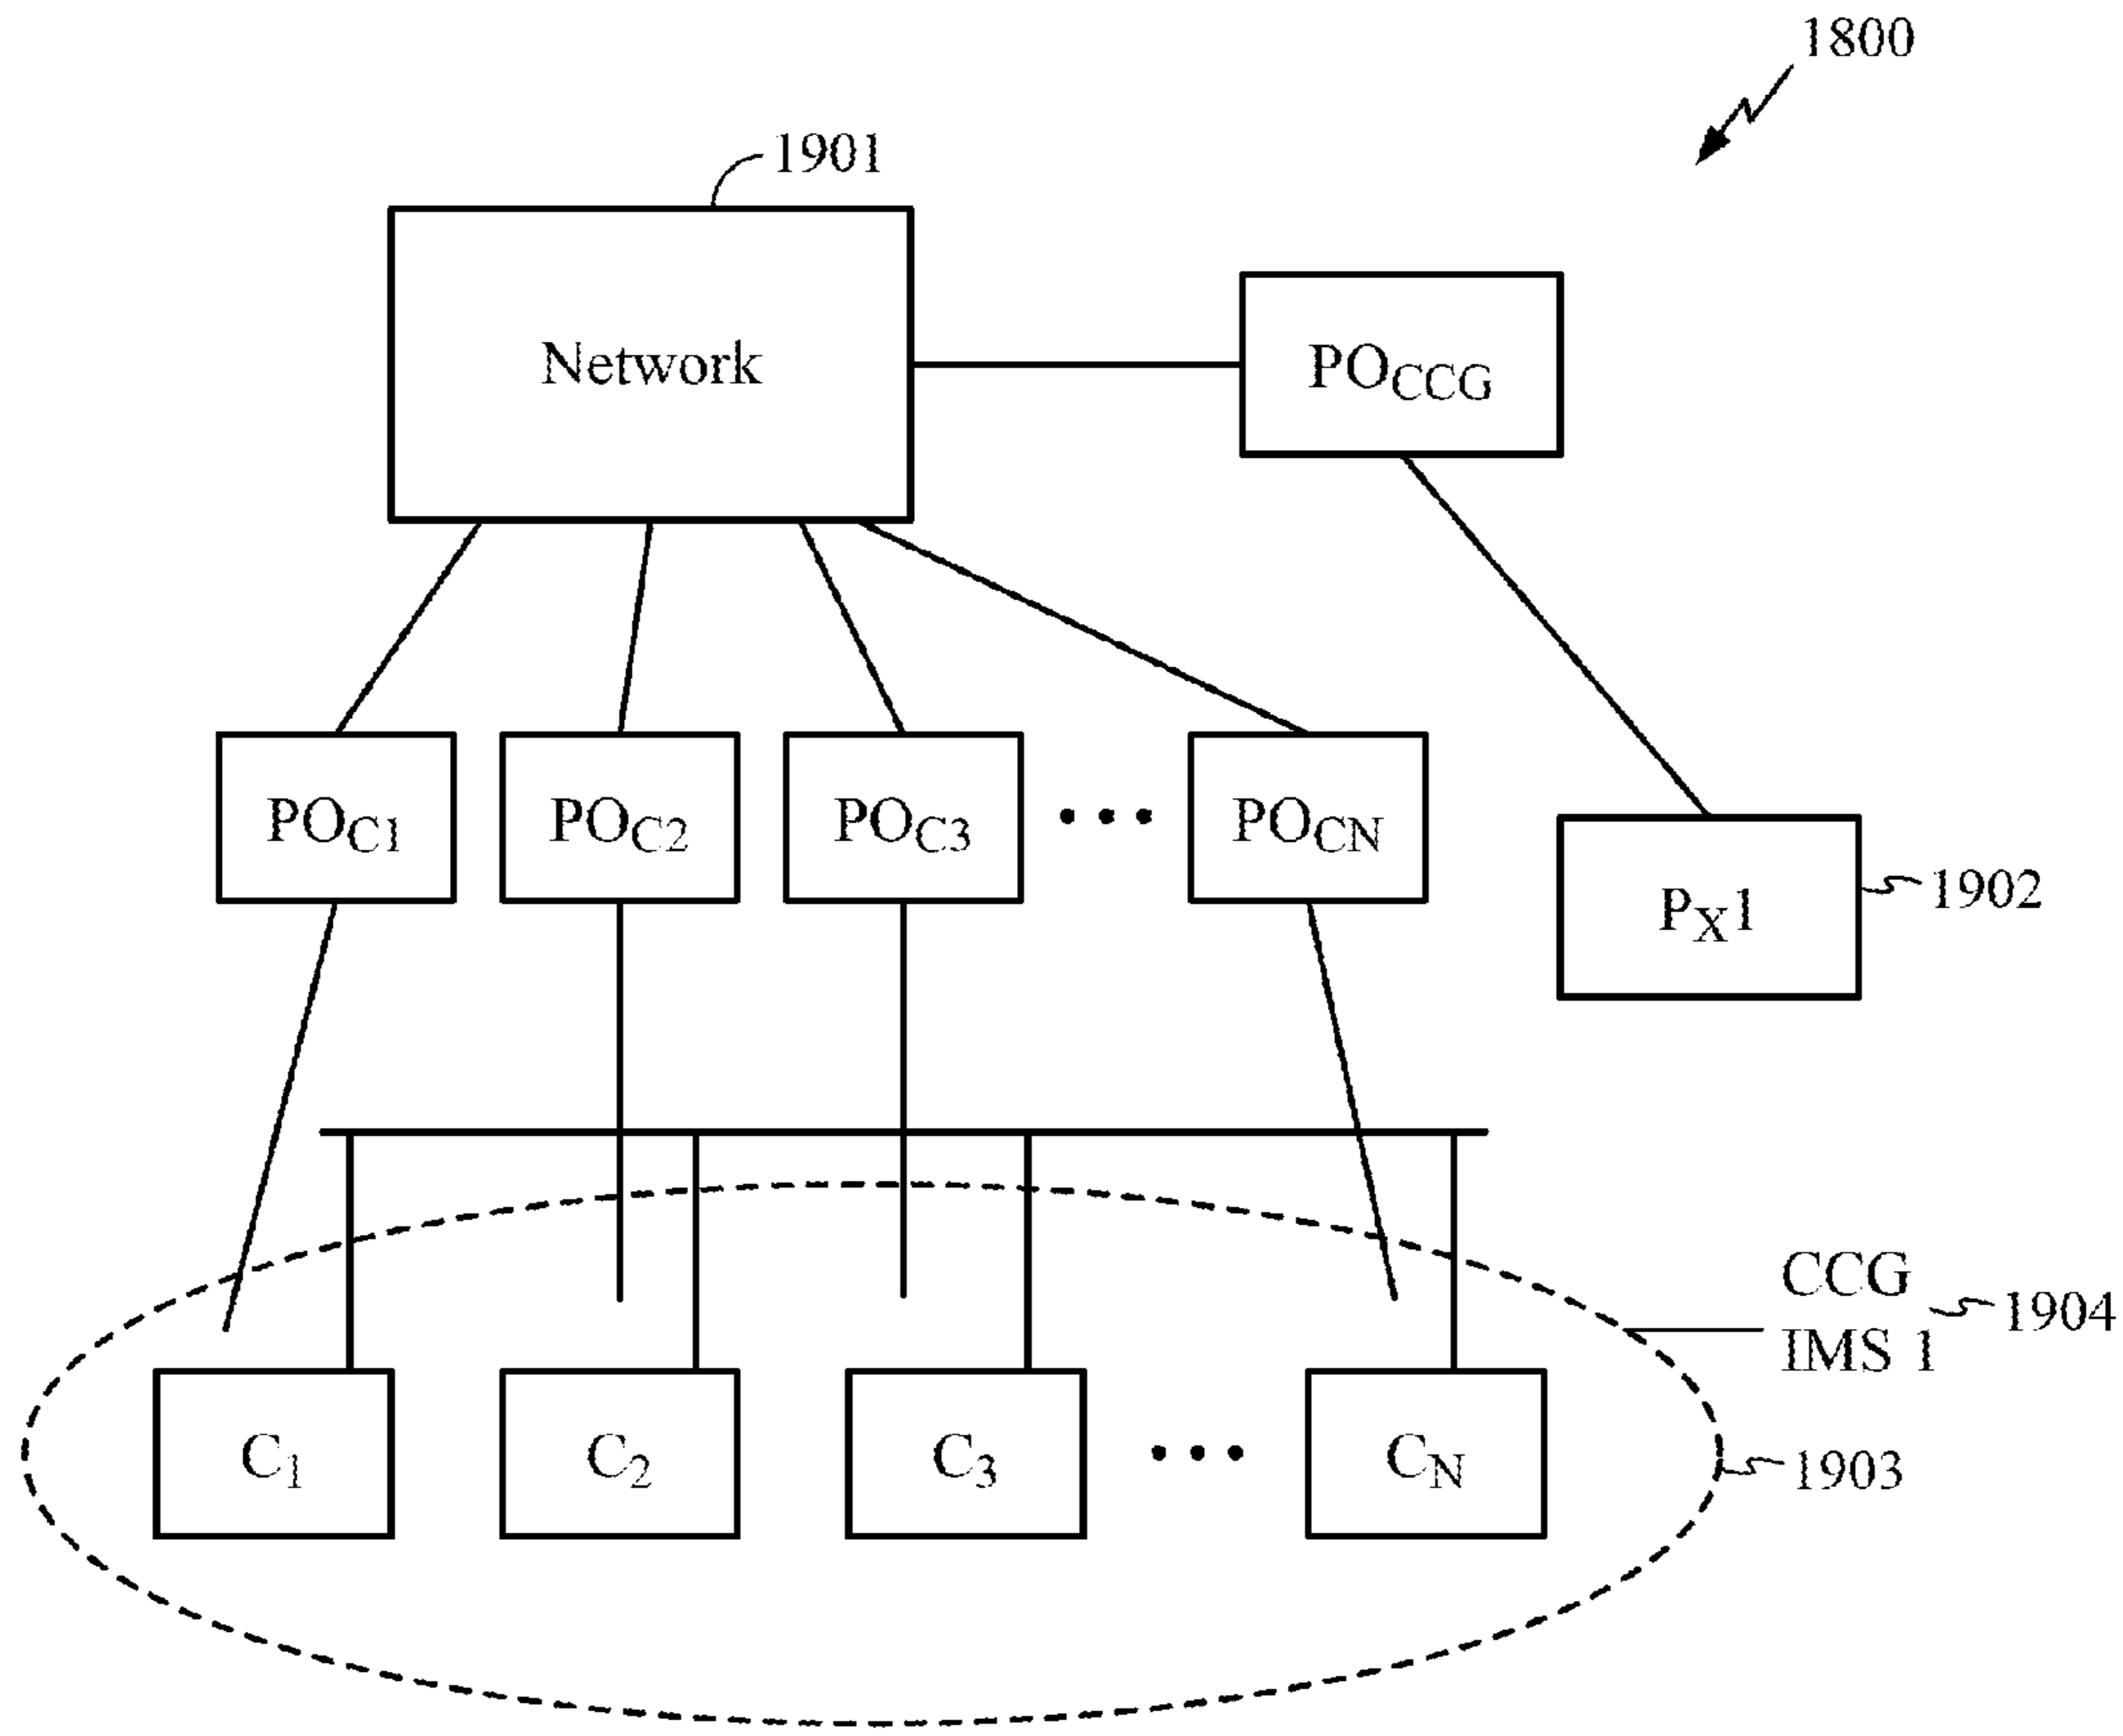 1800
1901
Network
PO_CCG
PO_C1 PO_C2 PO_C3 ... PO_CN
P_X1
1902
CCG
IMS 1
1904
C_1 C_2 C_3 ... C_N
1903